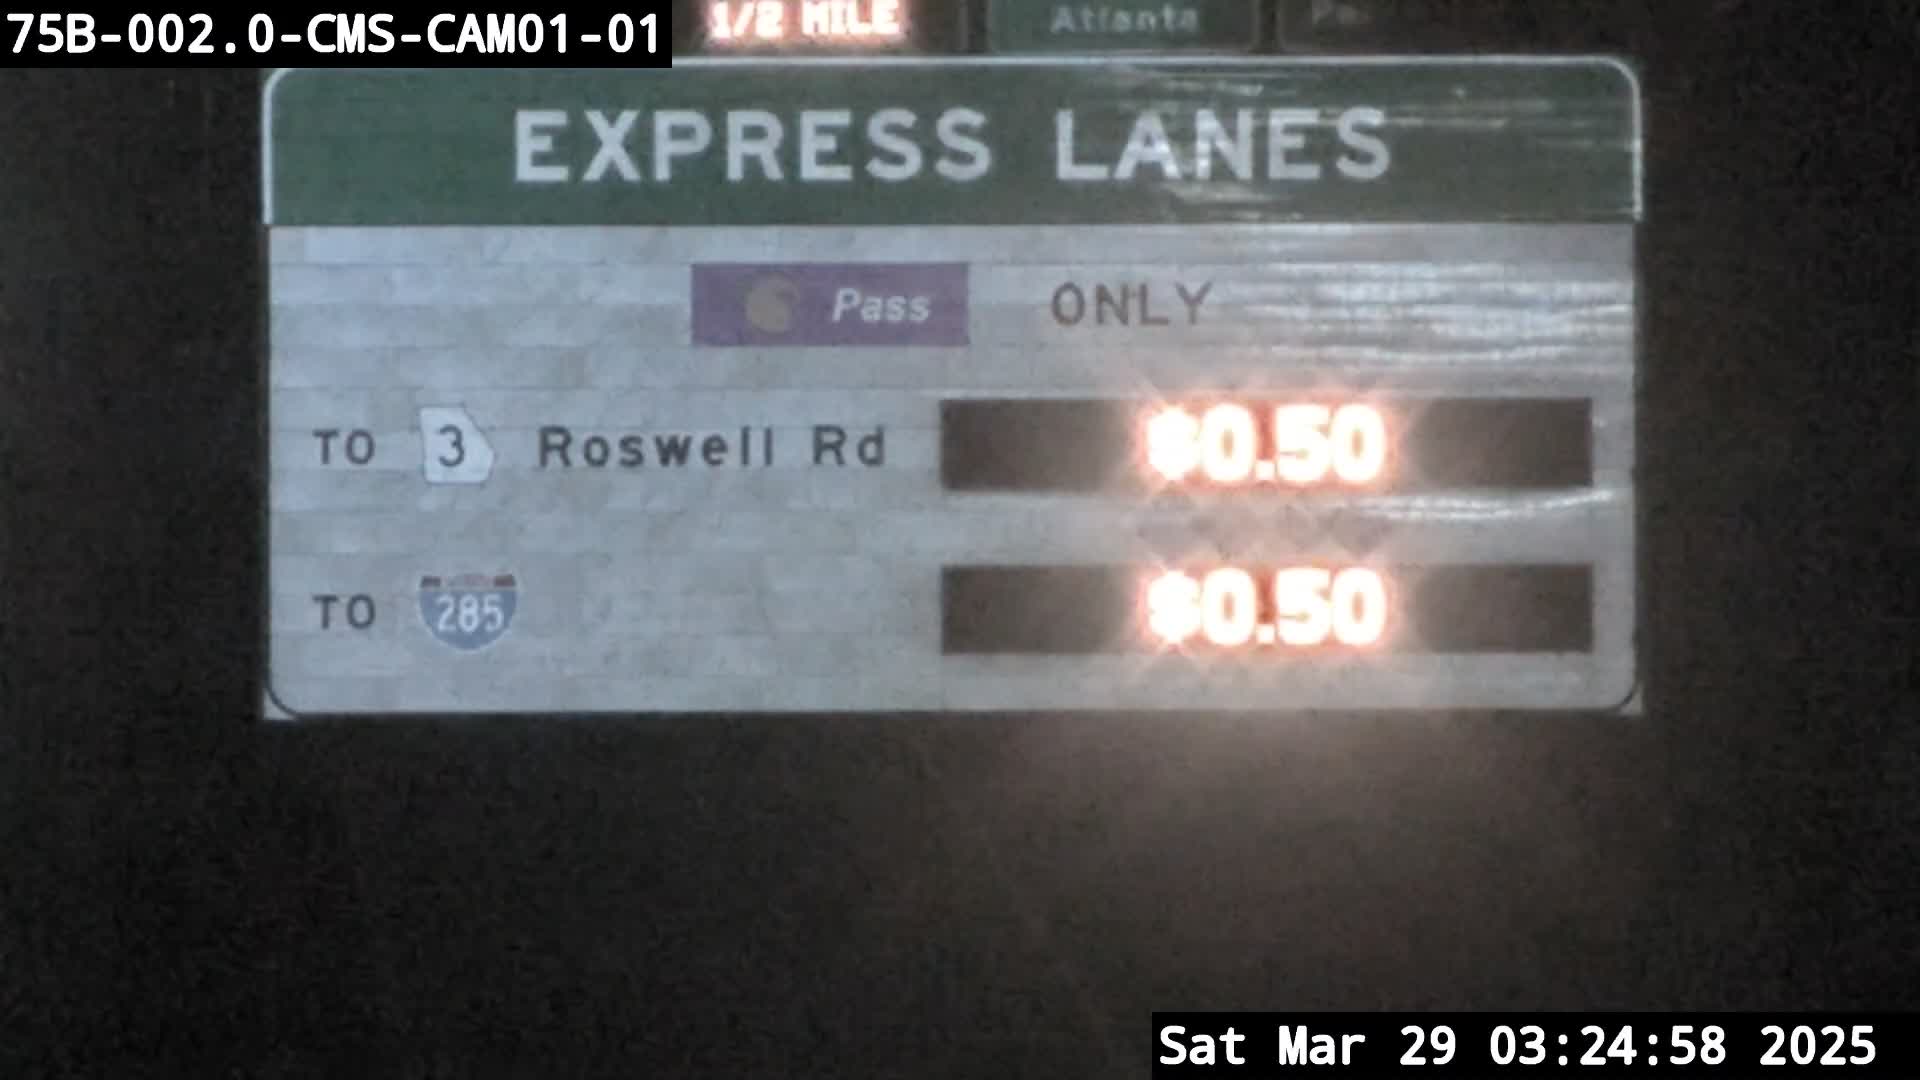 75B-002.0-CMS-CAM01-01
1/2 MILE
Atlanta
EXPRESS LANES
Pass ONLY
TO 3 Roswell Rd $0.50
TO 285 $0.50
Sat Mar 29 03:24:58 2025